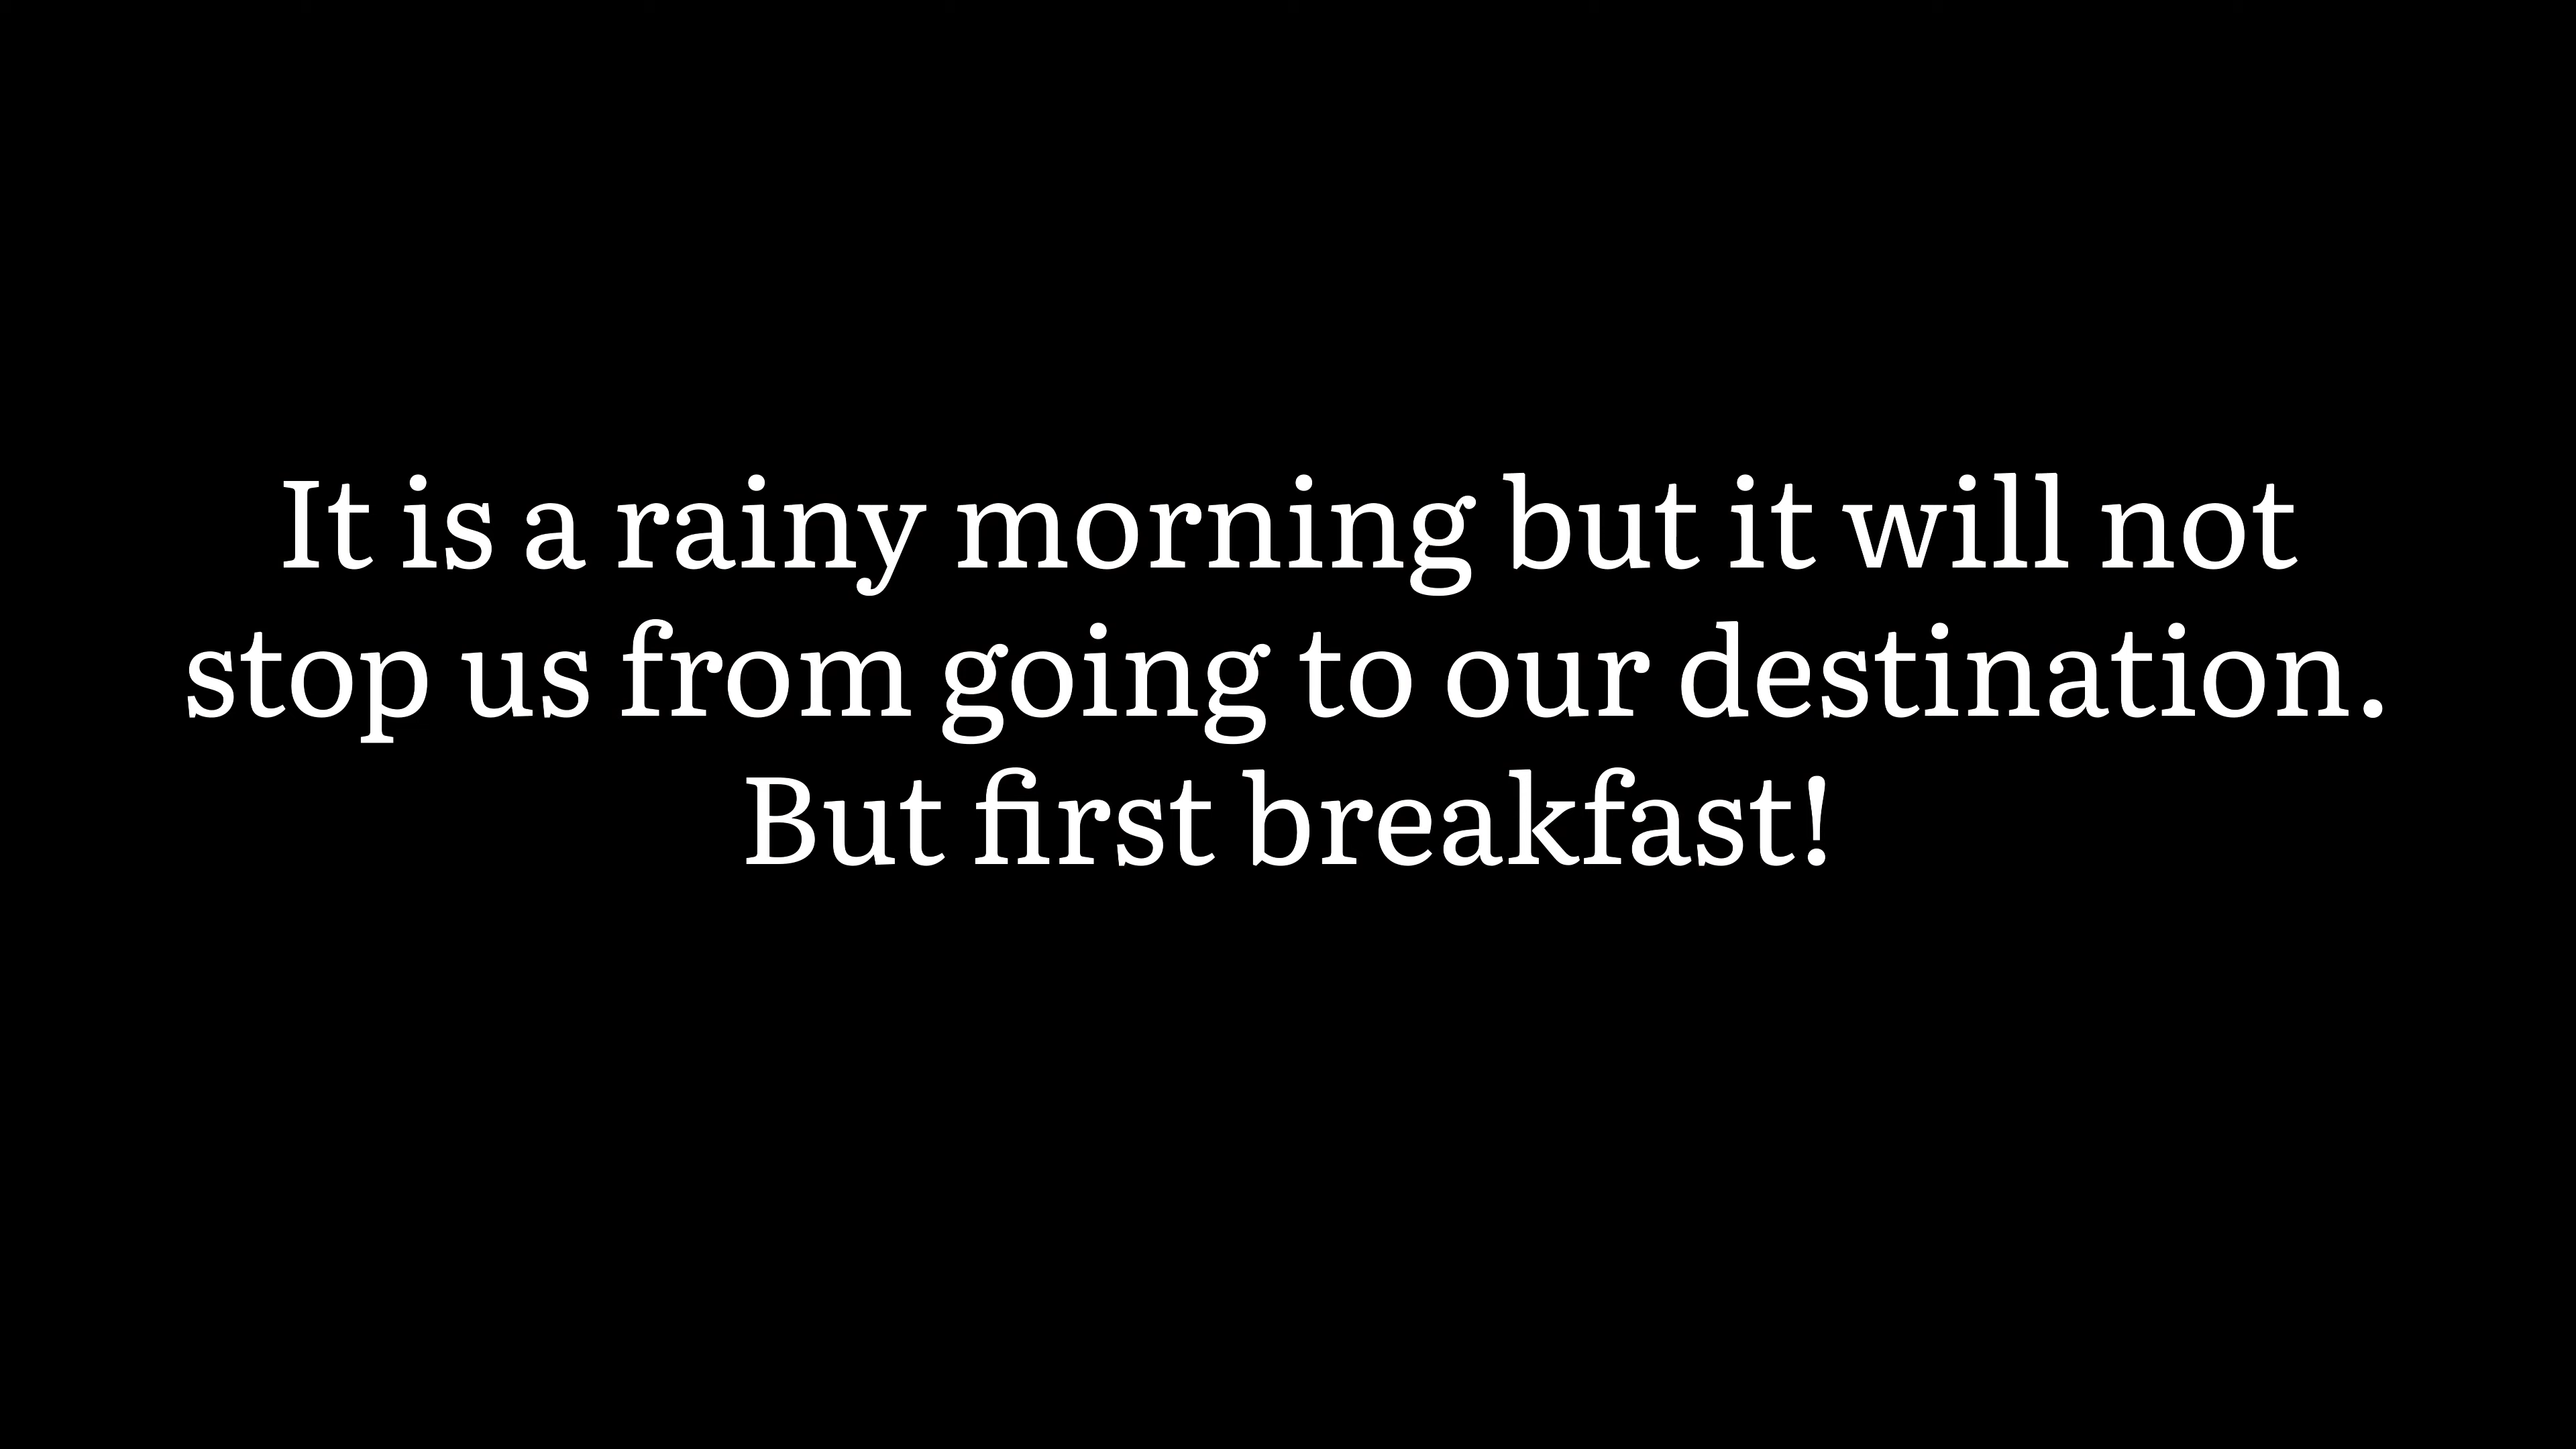 It is a rainy morning but it will not
stop us from going to our destination.
But first breakfast!